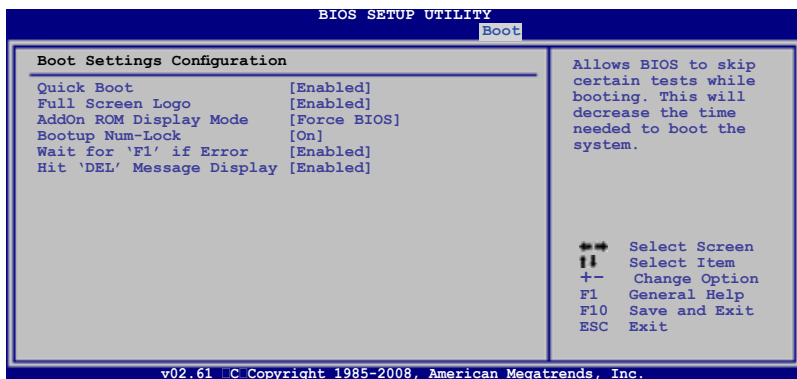 BIOS SETUP UTILITY
Boot
Boot Settings Configuration
Quick Boot [Enabled]
Full Screen Logo [Enabled]
AddOn ROM Display Mode [Force BIOS]
Bootup Num-Lock [On]
Wait for ‘F1’ if Error [Enabled]
Hit ‘DEL’ Message Display [Enabled]
Allows BIOS to skip
certain tests while
booting. This will
decrease the time
needed to boot the
system.
←→ Select Screen
↑↓ Select Item
+- Change Option
F1 General Help
F10 Save and Exit
ESC Exit
v02.61 □C□Copyright 1985-2008, American Megatrends, Inc.